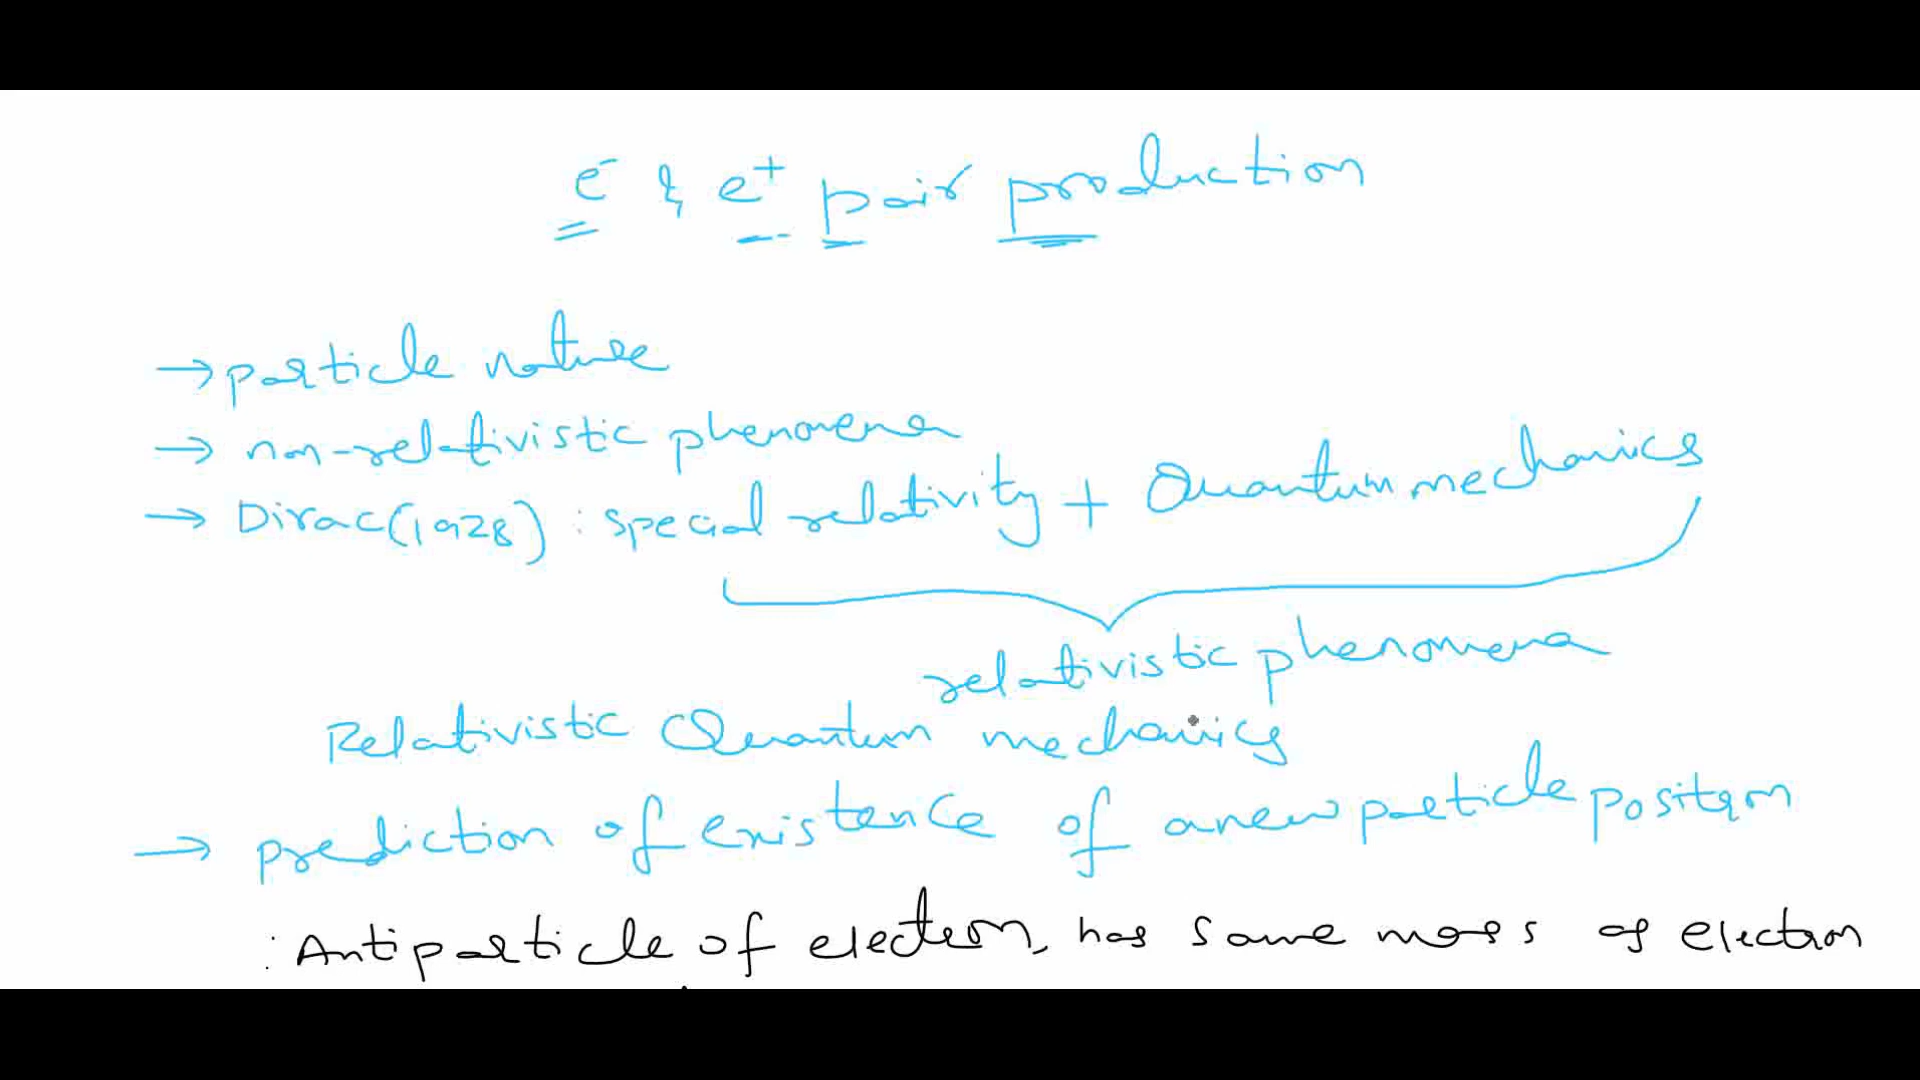 e⁻ & e⁺ pair production
→ particle nature
→ non-relativistic phenomena
→ Dirac(1928) : special relativity + Quantum mechanics
relativistic phenomena
Relativistic Quantum mechanics
→ prediction of existence of a new particle positron
: Antiparticle of electron, has same mass as electron